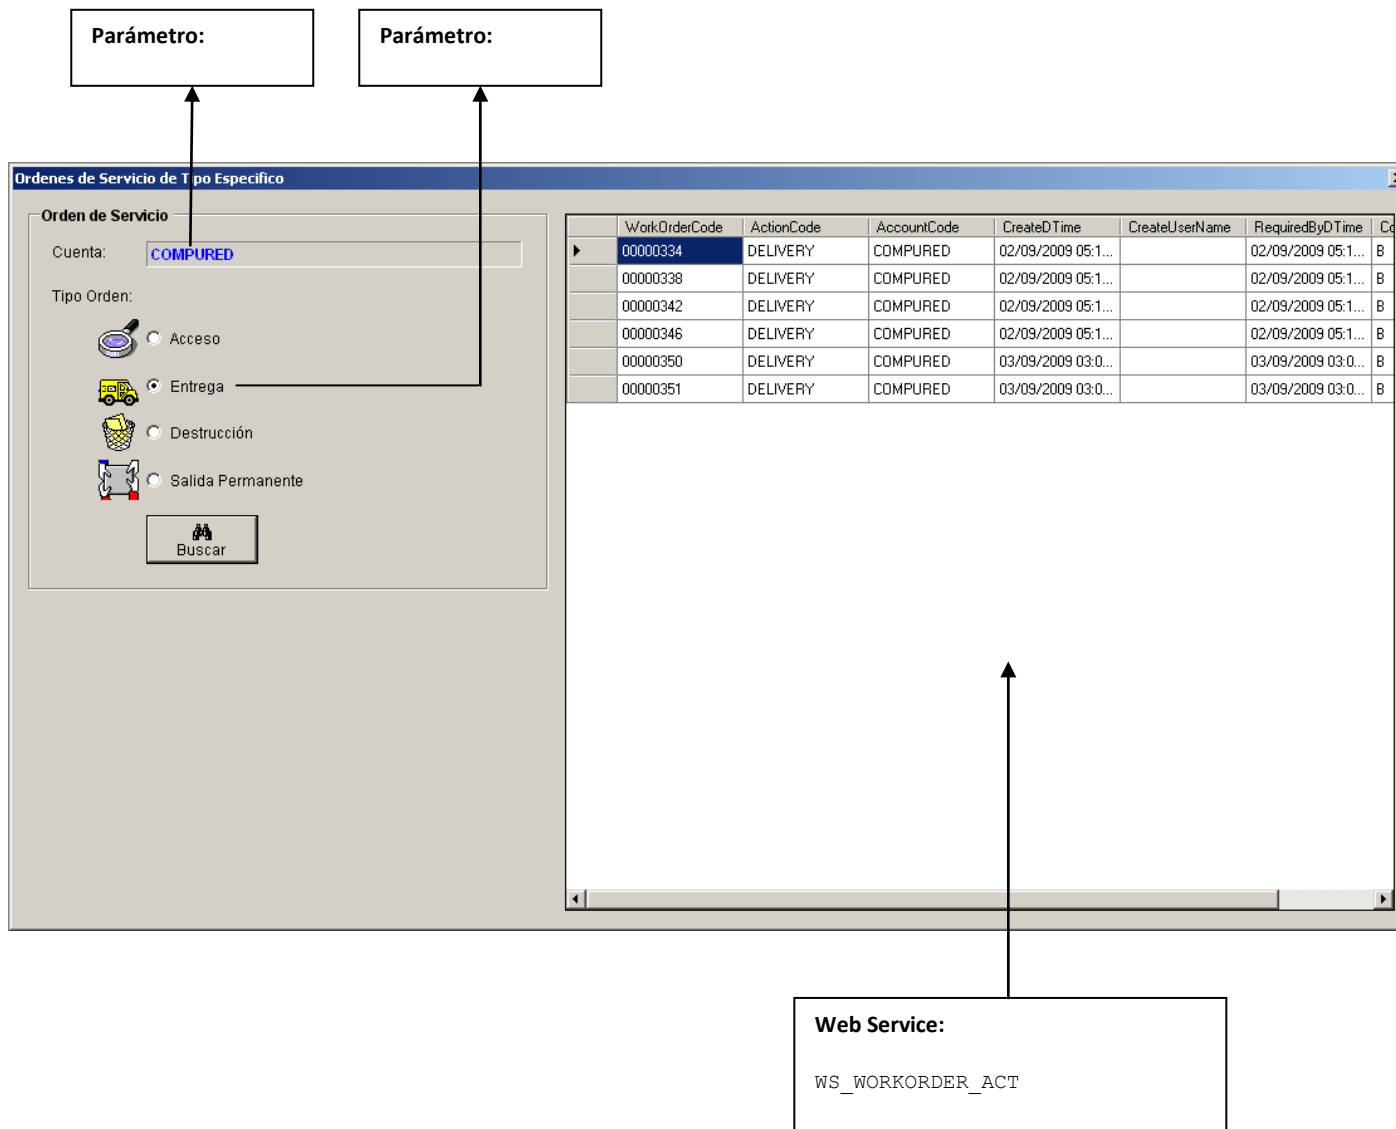 Parámetro:
Parámetro:
Ordenes de Servicio de Tipo Especifico
Orden de Servicio
Cuenta:
COMPURED
Tipo Orden:
Acceso
Entrega
Destrucción
Salida Permanente
Buscar
WorkOrderCode ActionCode AccountCode CreateDTime CreateUserName RequiredByDTime Co
00000334 DELIVERY COMPURED 02/09/2009 05:1... 02/09/2009 05:1... B
00000338 DELIVERY COMPURED 02/09/2009 05:1... 02/09/2009 05:1... B
00000342 DELIVERY COMPURED 02/09/2009 05:1... 02/09/2009 05:1... B
00000346 DELIVERY COMPURED 02/09/2009 05:1... 02/09/2009 05:1... B
00000350 DELIVERY COMPURED 03/09/2009 03:0... 03/09/2009 03:0... B
00000351 DELIVERY COMPURED 03/09/2009 03:0... 03/09/2009 03:0... B
Web Service:
WS_WORKORDER_ACT